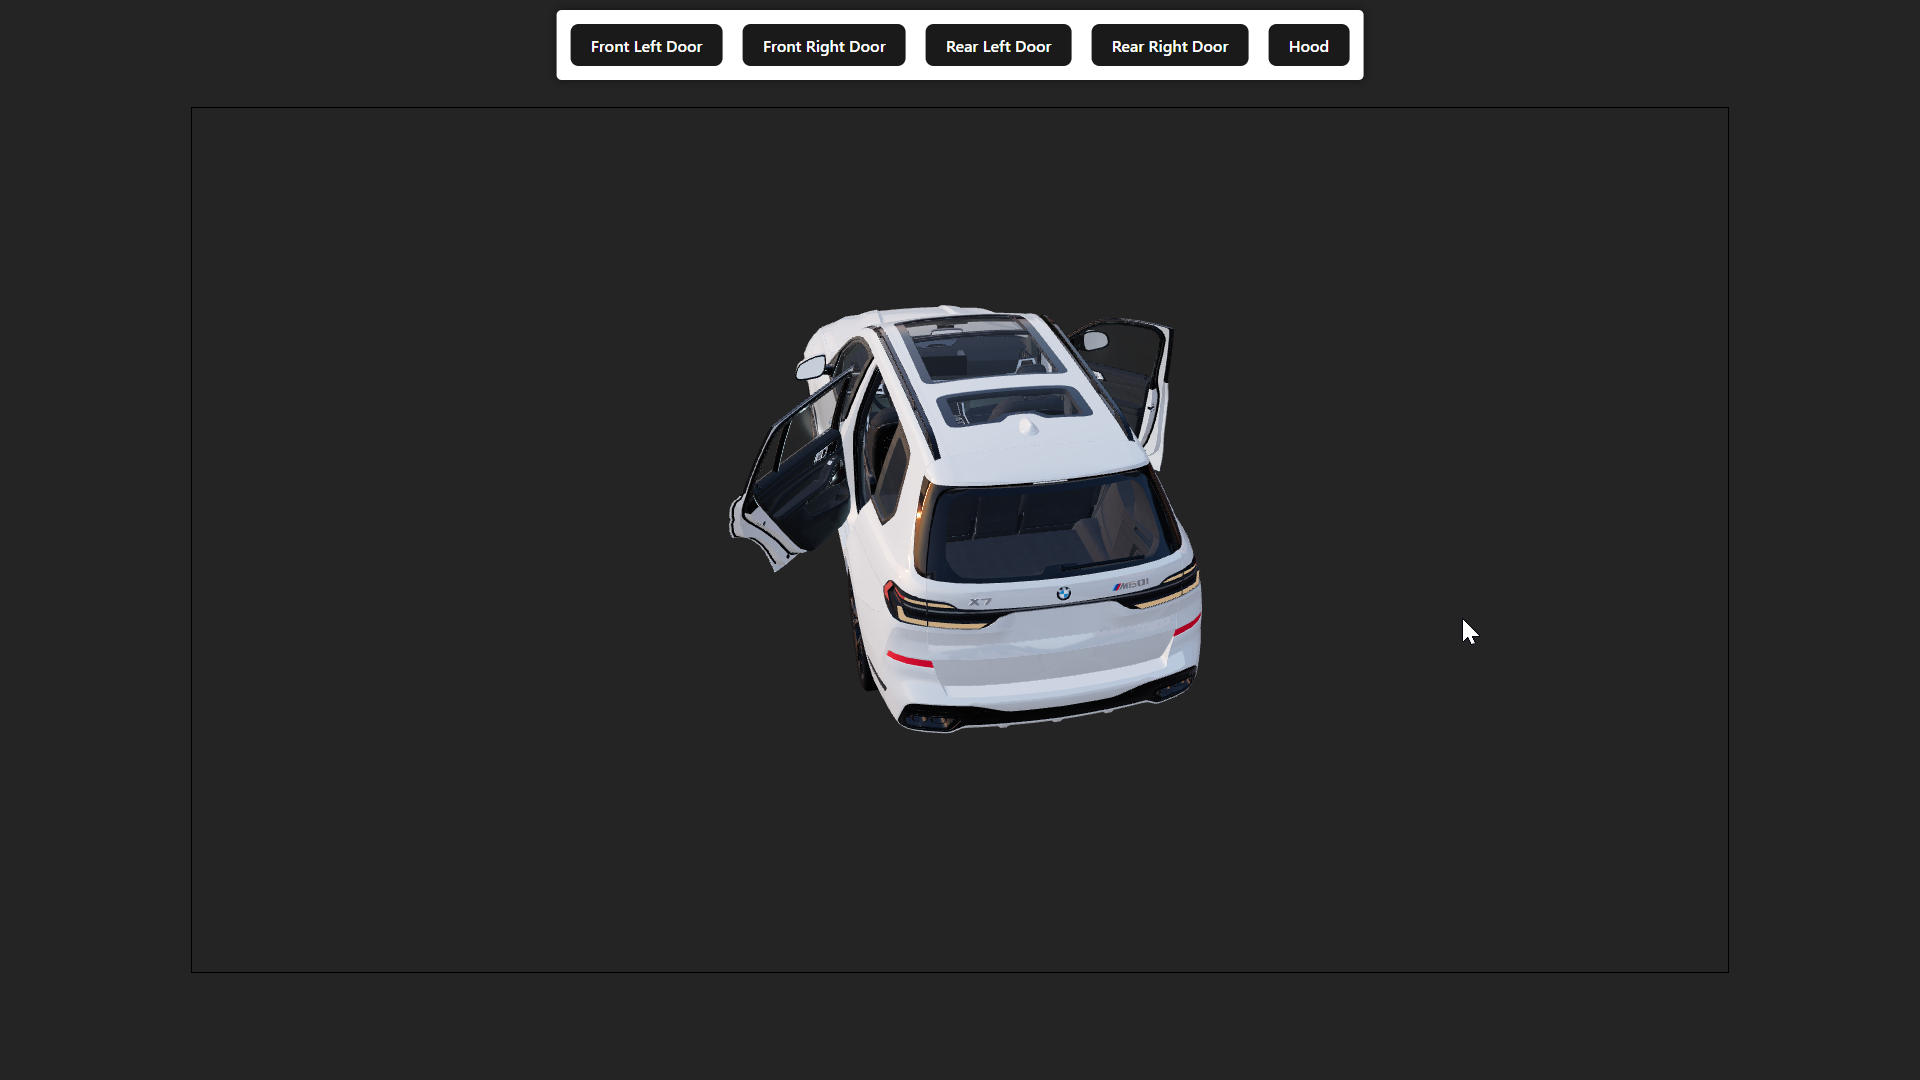 Front Left Door
Front Right Door
Rear Left Door
Rear Right Door
Hood
X7
M60i